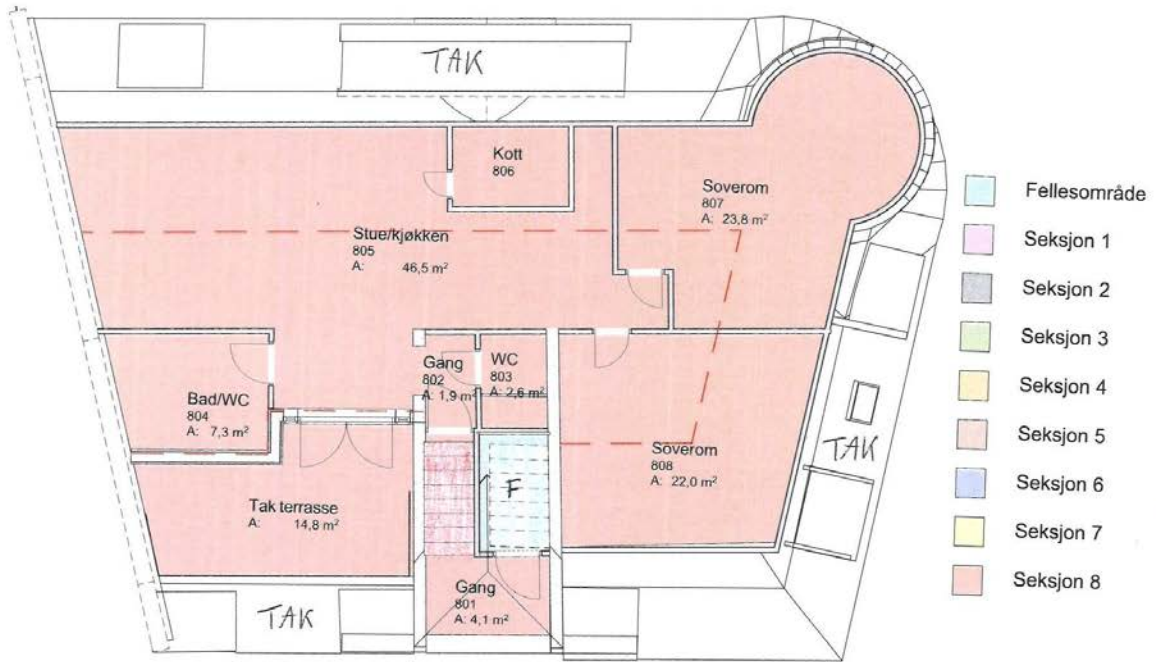 TAK
Kott
806
Soverom
807
A: 23,8 m²
Stue/kjøkken
805
A: 46,5 m²
Gang
802
A: 1,9 m²
WC
803
A: 2,6 m²
Bad/WC
804
A: 7,3 m²
Soverom
808
A: 22,0 m²
TAK
F
Tak terrasse
A: 14,8 m²
Gang
801
A: 4,1 m²
TAK
Fellesområde
Seksjon 1
Seksjon 2
Seksjon 3
Seksjon 4
Seksjon 5
Seksjon 6
Seksjon 7
Seksjon 8